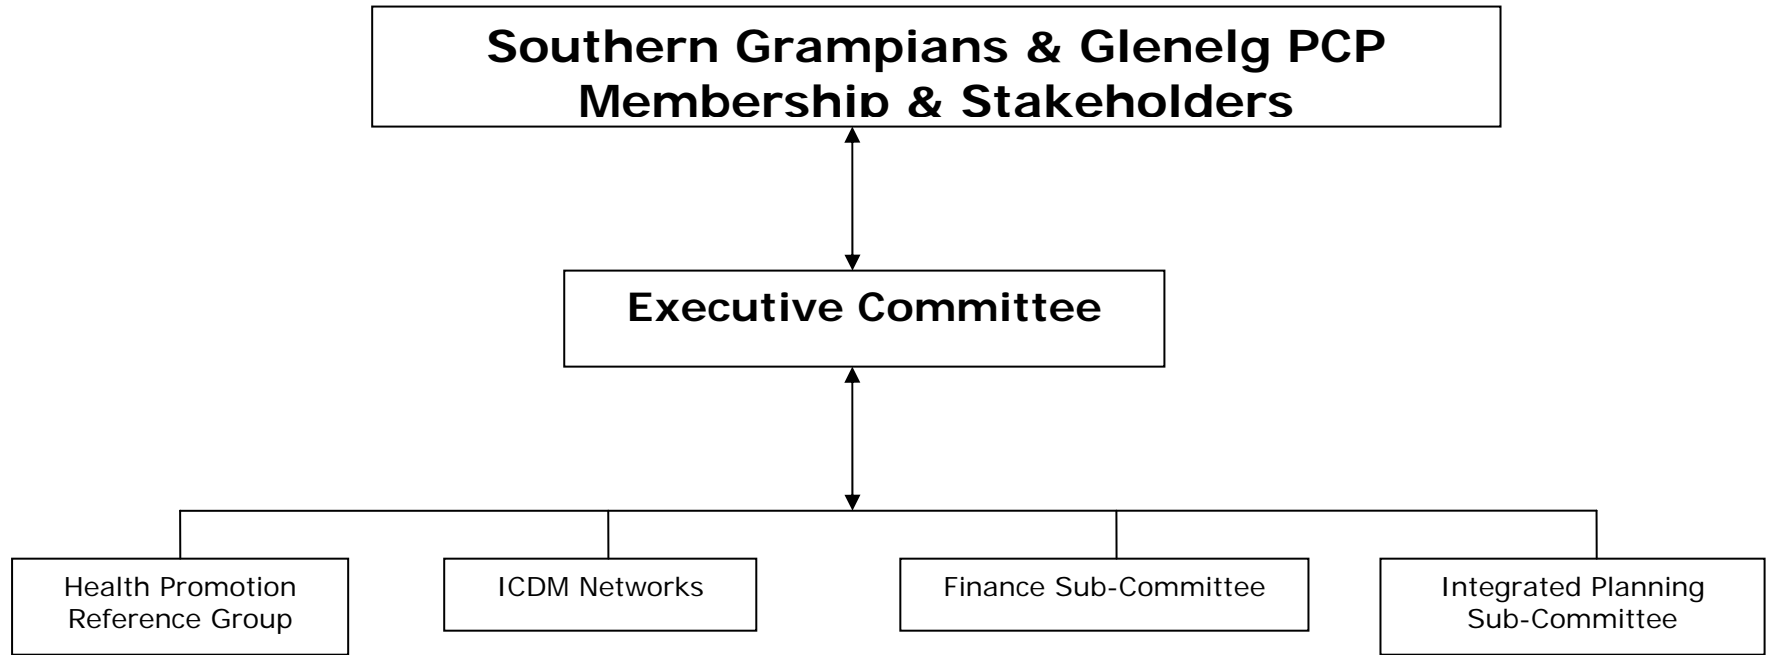 Southern Grampians & Glenelg PCP
Membership & Stakeholders
Executive Committee
Health Promotion
Reference Group
ICDM Networks
Finance Sub-Committee
Integrated Planning
Sub-Committee